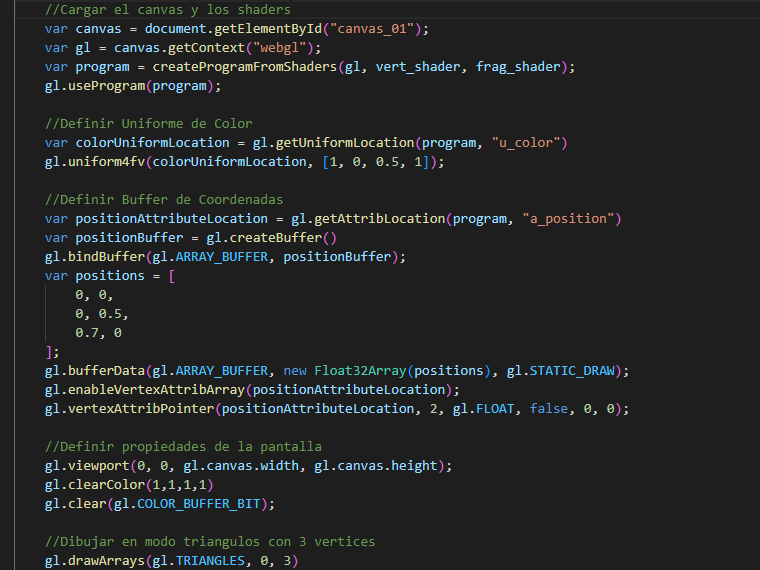 //Cargar el canvas y los shaders
var canvas = document.getElementById("canvas_01");
var gl = canvas.getContext("webgl");
var program = createProgramFromShaders(gl, vert_shader, frag_shader);
gl.useProgram(program);
//Definir Uniforme de Color
var colorUniformLocation = gl.getUniformLocation(program, "u_color")
gl.uniform4fv(colorUniformLocation, [1, 0, 0.5, 1]);
//Definir Buffer de Coordenadas
var positionAttributeLocation = gl.getAttribLocation(program, "a_position")
var positionBuffer = gl.createBuffer()
gl.bindBuffer(gl.ARRAY_BUFFER, positionBuffer);
var positions = [
0, 0,
0, 0.5,
0.7, 0
];
gl.bufferData(gl.ARRAY_BUFFER, new Float32Array(positions), gl.STATIC_DRAW);
gl.enableVertexAttribArray(positionAttributeLocation);
gl.vertexAttribPointer(positionAttributeLocation, 2, gl.FLOAT, false, 0, 0);
//Definir propiedades de la pantalla
gl.viewport(0, 0, gl.canvas.width, gl.canvas.height);
gl.clearColor(1,1,1,1)
gl.clear(gl.COLOR_BUFFER_BIT);
//Dibujar en modo triangulos con 3 vertices
gl.drawArrays(gl.TRIANGLES, 0, 3)